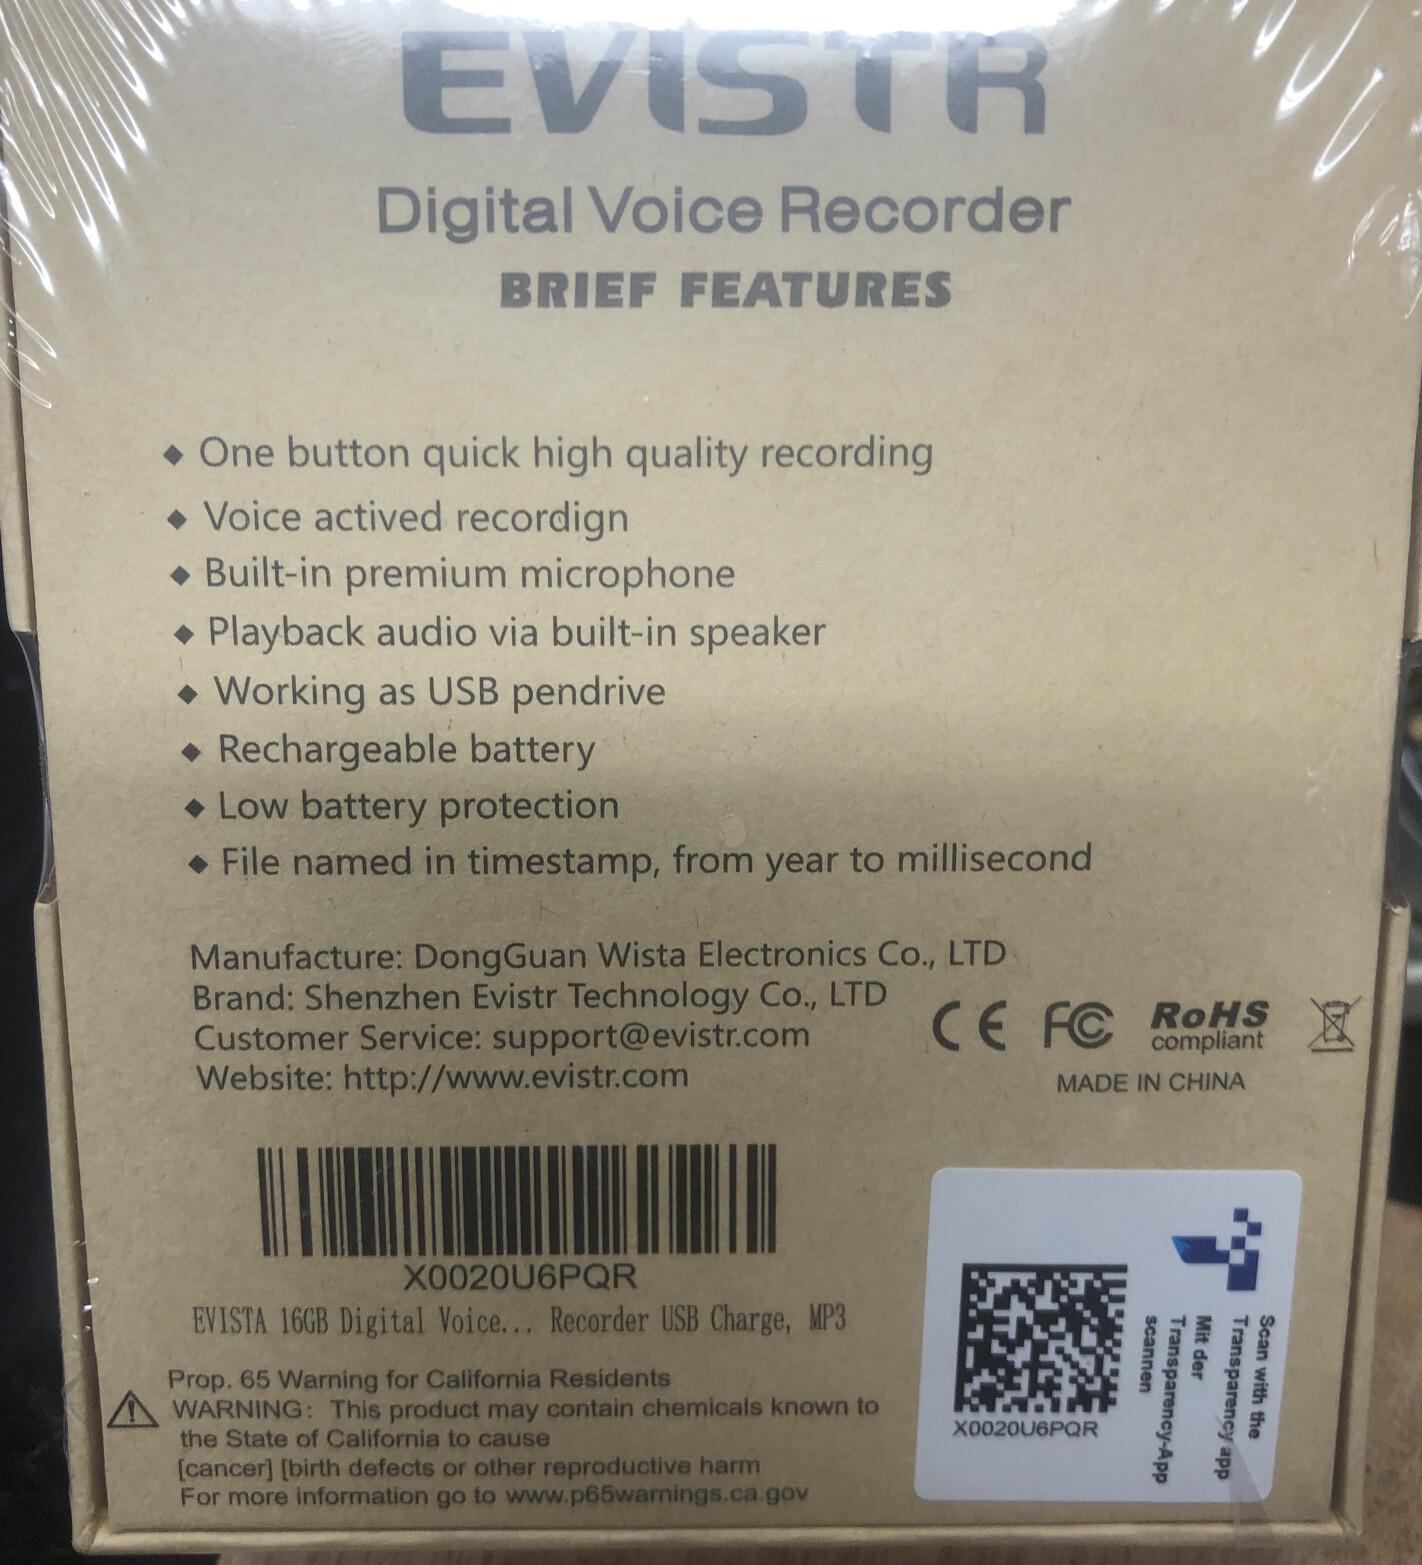 EVISTR
Digital Voice Recorder
BRIEF FEATURES
◆ One button quick high quality recording
◆ Voice actived recordign
◆ Built-in premium microphone
◆ Playback audio via built-in speaker
◆ Working as USB pendrive
◆ Rechargeable battery
◆ Low battery protection
◆ File named in timestamp, from year to millisecond
Manufacture: DongGuan Wista Electronics Co., LTD
Brand: Shenzhen Evistr Technology Co., LTD
Customer Service: support@evistr.com
Website: http://www.evistr.com
CE FC RoHS
compliant
MADE IN CHINA
X0020U6PQR
EVISTA 16GB Digital Voice... Recorder USB Charge, MP3
Prop. 65 Warning for California Residents
WARNING: This product may contain chemicals known to
the State of California to cause
[cancer] [birth defects or other reproductive harm
For more information go to www.p65warnings.ca.gov
X0020U6PQR
Scan with the
Transparency app
Mit der
Transparency-App
scannen